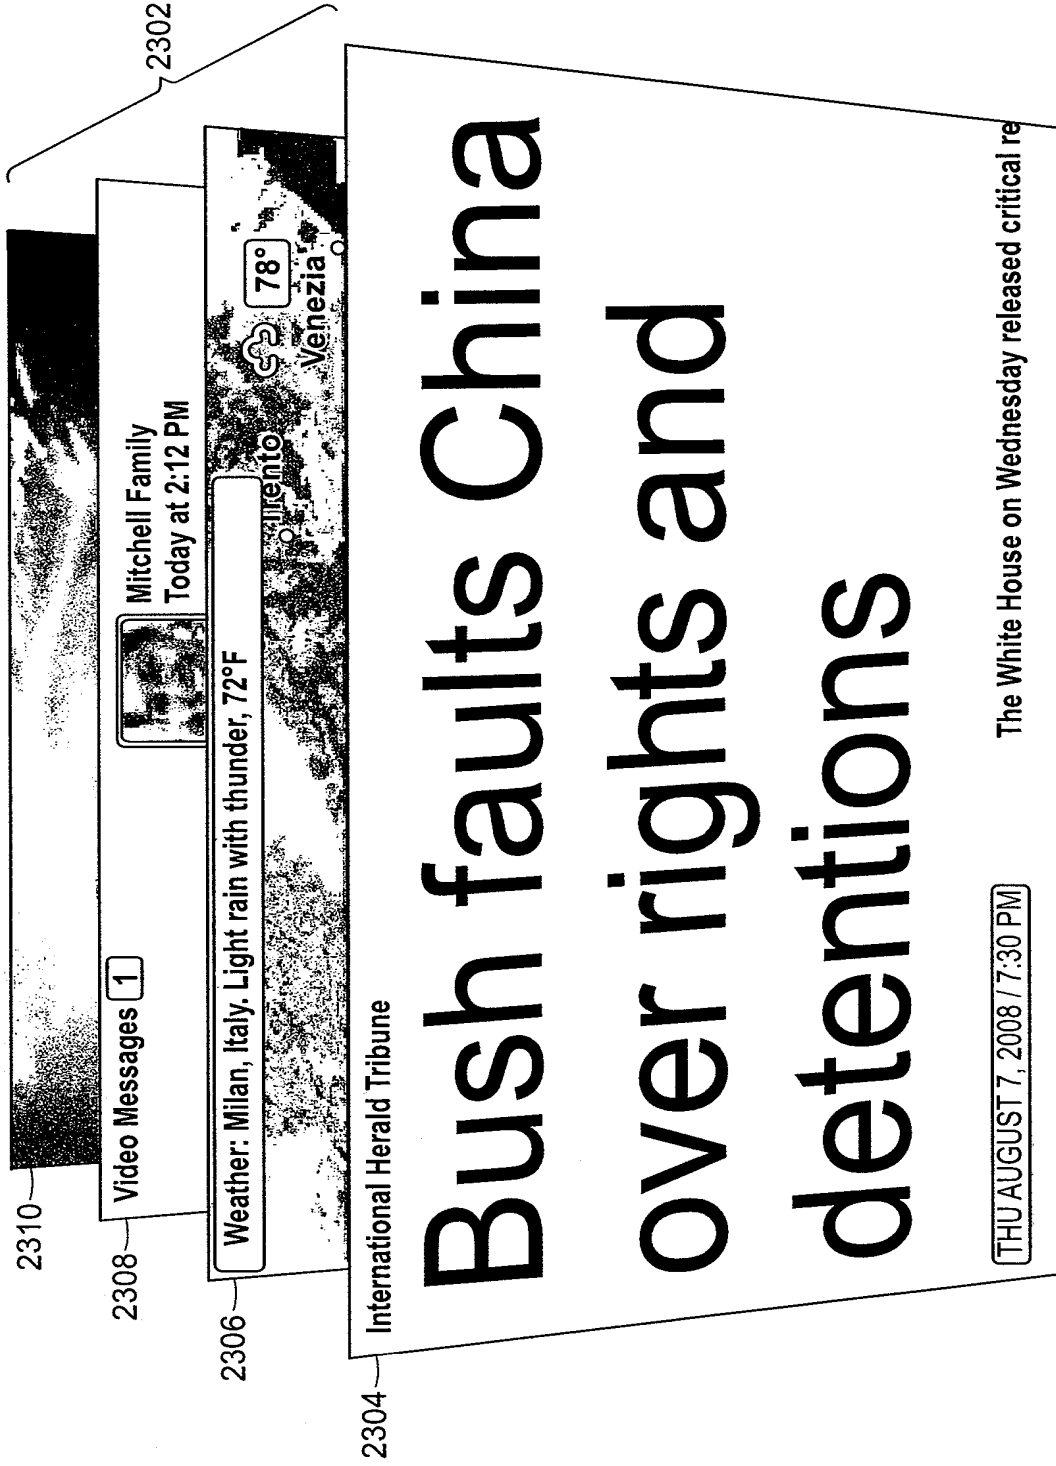 2302
2310
2308
Video Messages 1
Mitchell Family
Today at 2:12 PM
2306
Weather: Milan, Italy. Light rain with thunder, 72°F
Trento
78°
Venezia
2304
International Herald Tribune
Bush faults China
over rights and
detentions
THU AUGUST 7, 2008 / 7:30 PM
The White House on Wednesday released critical re